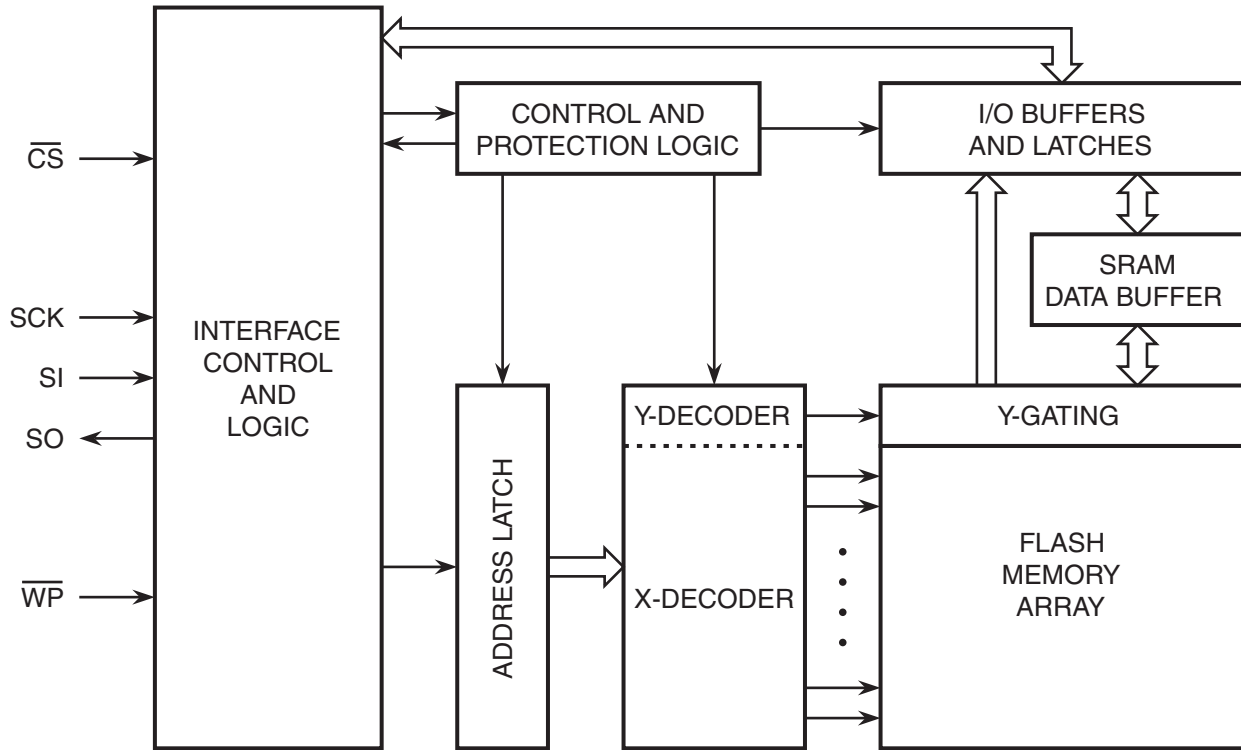 CS
SCK
SI
SO
WP
INTERFACE
CONTROL
AND
LOGIC
CONTROL AND
PROTECTION LOGIC
I/O BUFFERS
AND LATCHES
SRAM
DATA BUFFER
ADDRESS LATCH
Y-DECODER
X-DECODER
Y-GATING
FLASH
MEMORY
ARRAY